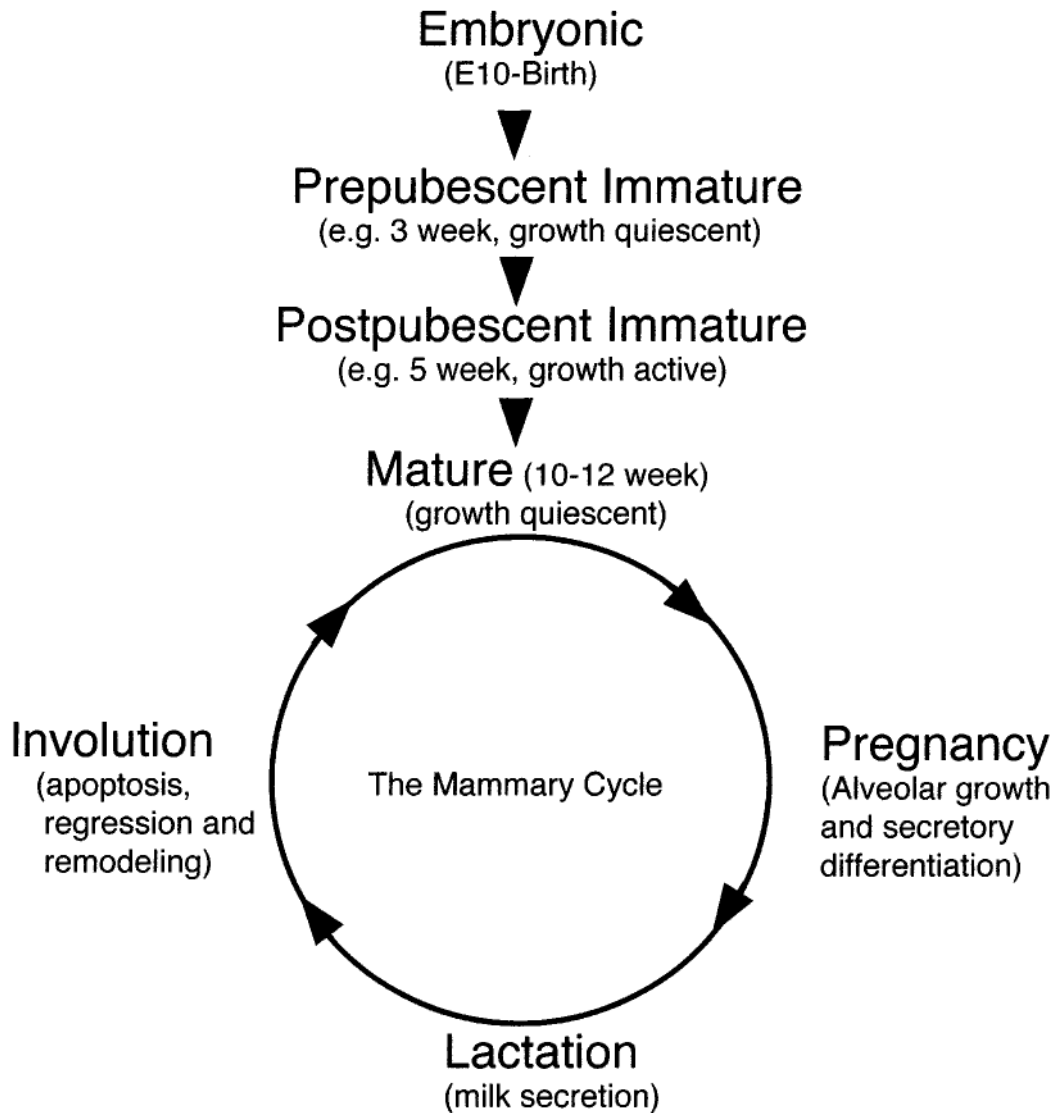 Embryonic
(E10-Birth)
Prepubescent Immature
(e.g. 3 week, growth quiescent)
Postpubescent Immature
(e.g. 5 week, growth active)
Mature (10-12 week)
(growth quiescent)
Involution
(apoptosis,
regression and
remodeling)
The Mammary Cycle
Pregnancy
(Alveolar growth
and secretory
differentiation)
Lactation
(milk secretion)